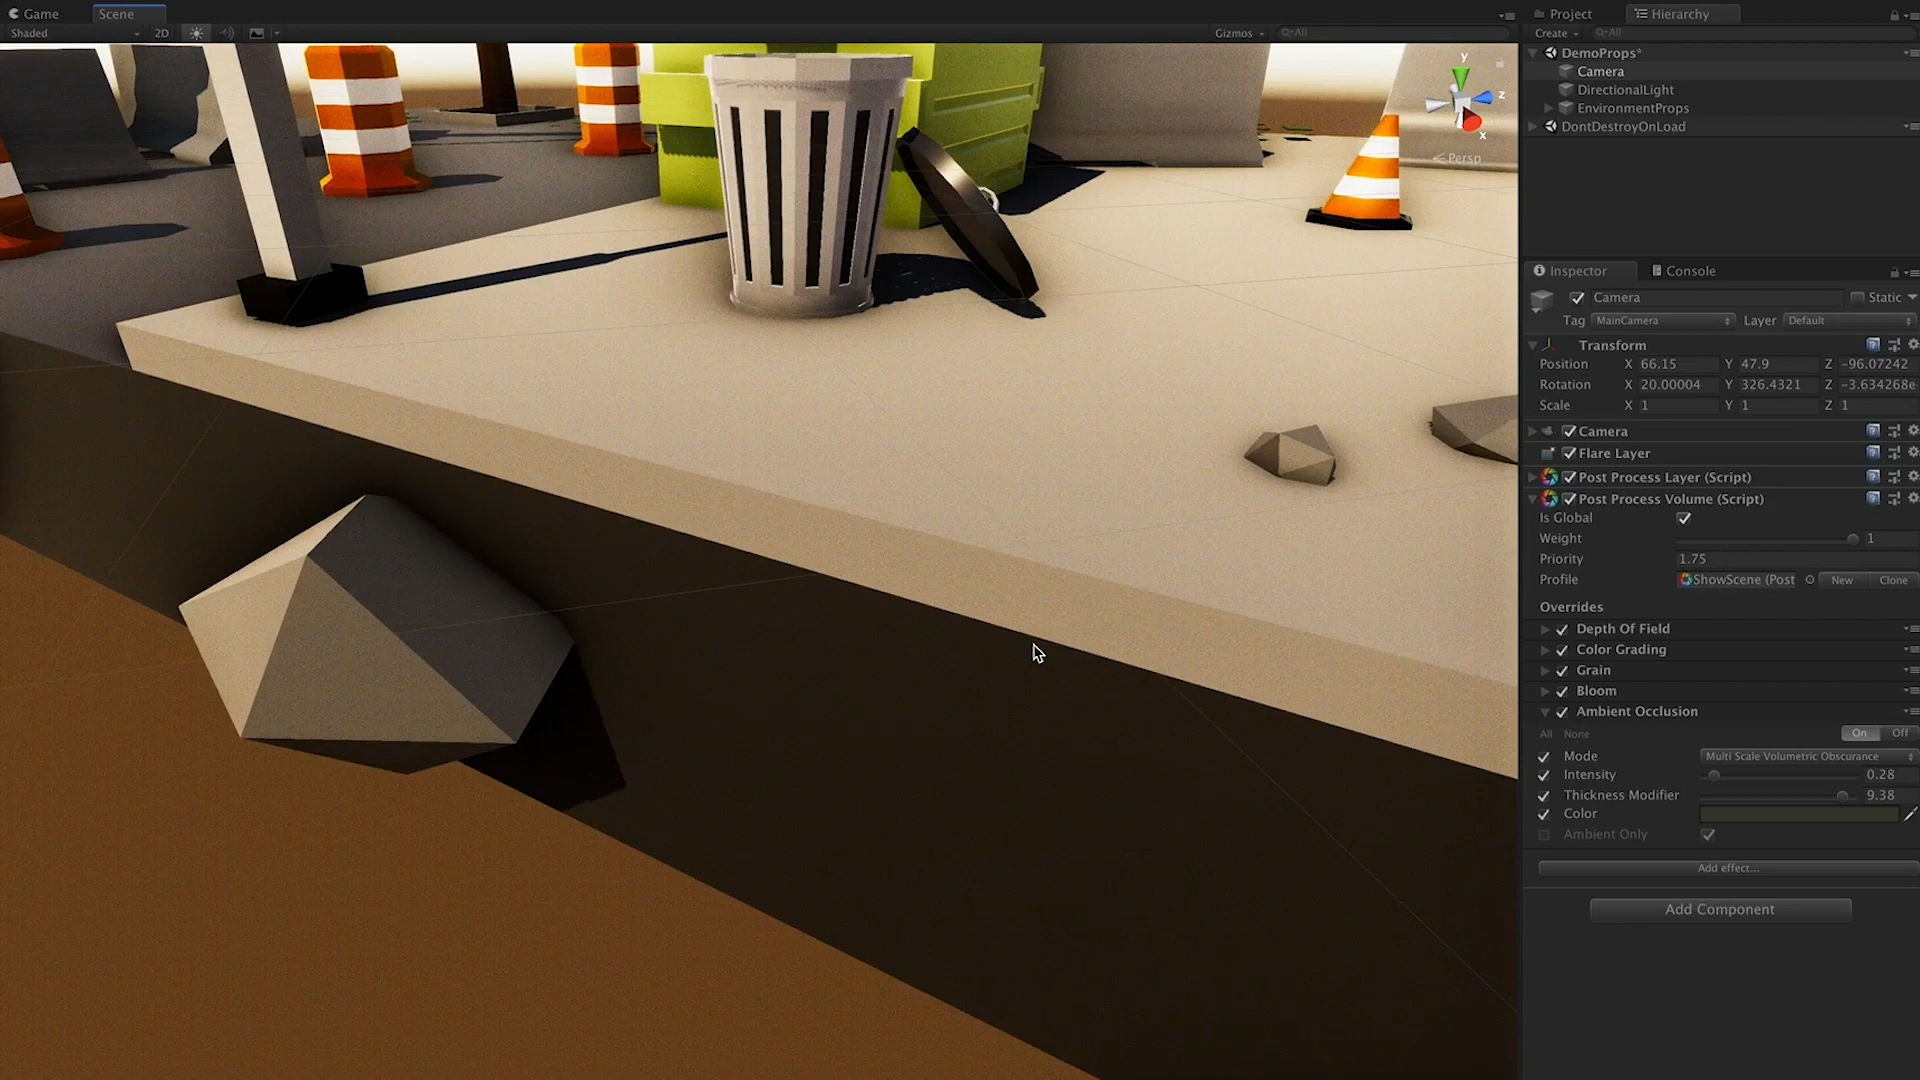 Game
Scene
Shaded
2D
Gizmos
All
y
z
x
Persp
Project
Hierarchy
Create
All
DemoProps*
Camera
DirectionalLight
EnvironmentProps
DontDestroyOnLoad
Inspector
Console
Camera
Static
Tag MainCamera Layer Default
Transform
Position X 66.15 Y 47.9 Z -96.07242
Rotation X 20.00004 Y 326.4321 Z -3.634268e
Scale X 1 Y 1 Z 1
Camera
Flare Layer
Post Process Layer (Script)
Post Process Volume (Script)
Is Global
Weight 1
Priority 1.75
Profile ShowScene (Post New Clone
Overrides
Depth Of Field
Color Grading
Grain
Bloom
Ambient Occlusion
All None On Off
Mode Multi Scale Volumetric Obscurance
Intensity 0.28
Thickness Modifier 9.38
Color
Ambient Only
Add effect...
Add Component